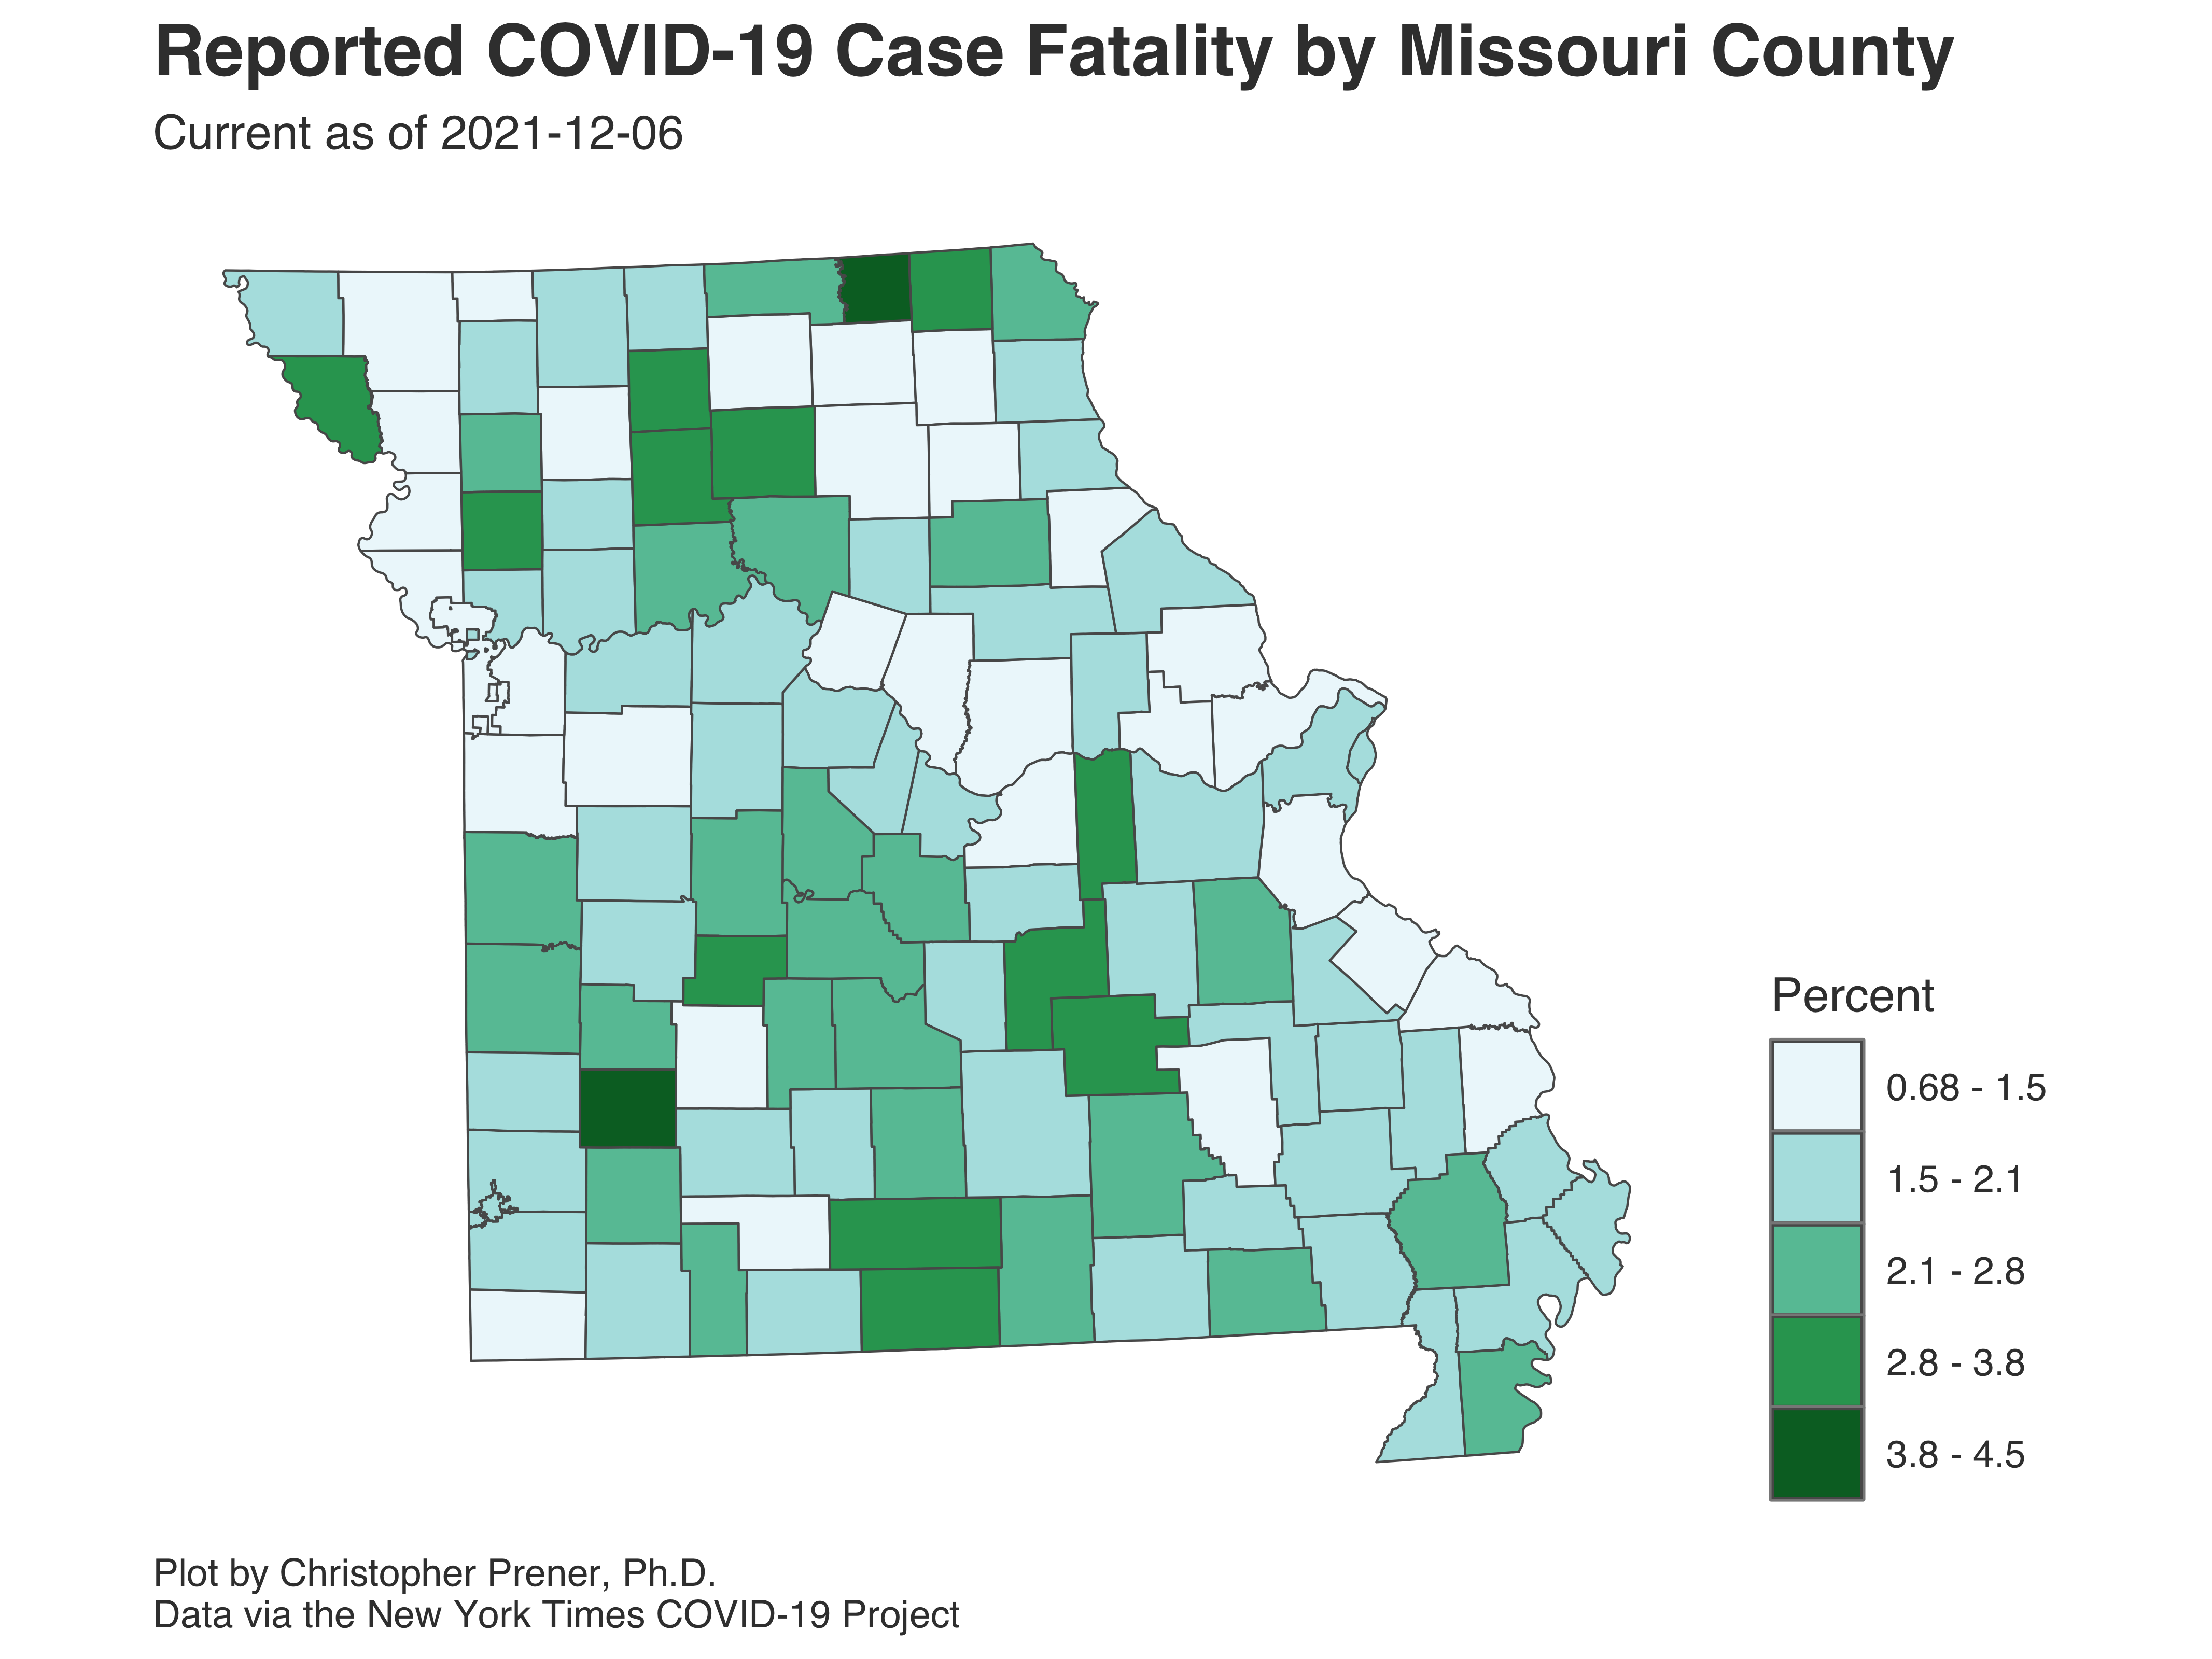 Reported COVID-19 Case Fatality by Missouri County
Current as of 2021-12-06
Percent
0.68 - 1.5
1.5 - 2.1
2.1 - 2.8
2.8 - 3.8
3.8 - 4.5
Plot by Christopher Prener, Ph.D.
Data via the New York Times COVID-19 Project